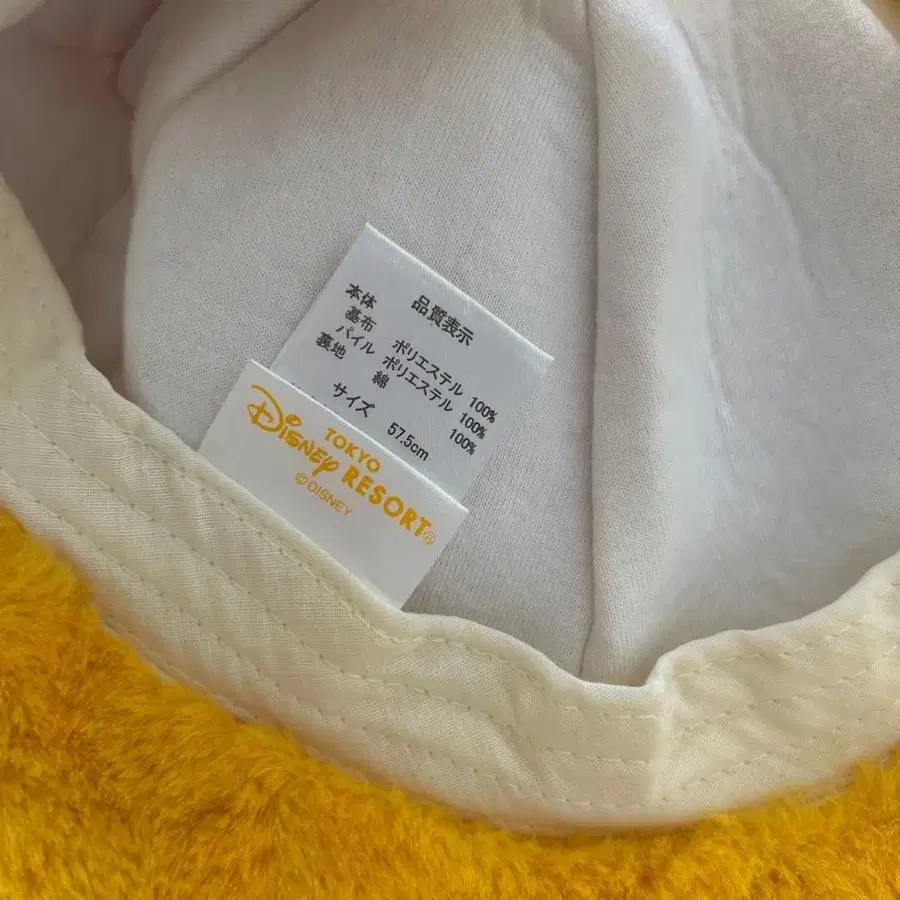 品質表示
本体
基布 ポリエステル 100%
パイル ポリエステル 100%
裏地 綿 100%
サイズ 57.5cm
TOKYO
DISNEY RESORT®
© DISNEY